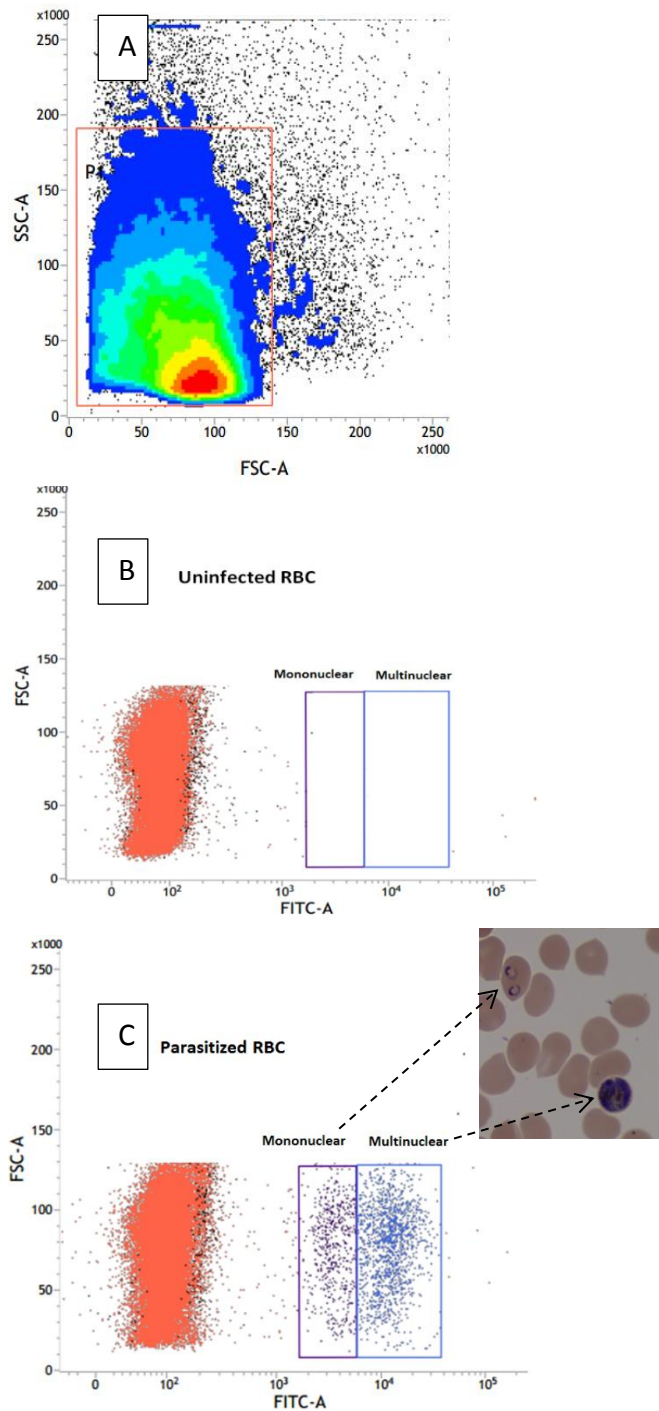 x1000
A
250
200
P1
150
SSC-A
100
50
0
0 50 100 150 200 250
x1000
FSC-A
x1000
250
B
Uninfected RBC
200
150
Mononuclear Multinuclear
FSC-A
100
50
0
0 10² 10³ 10⁴ 10⁵
FITC-A
x1000
250
C
Parasitized RBC
200
150
Mononuclear Multinuclear
FSC-A
100
50
0
0 10² 10³ 10⁴ 10⁵
FITC-A